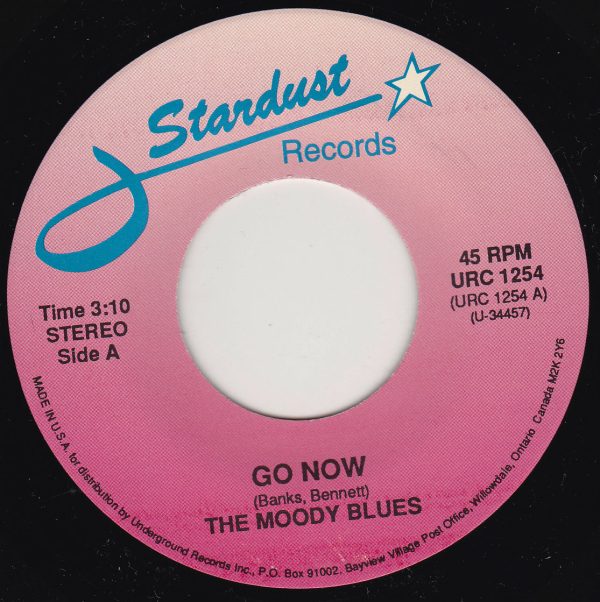 Stardust
Records
Time 3:10
STEREO
Side A
45 RPM
URC 1254
(URC 1254 A)
(U-34457)
GO NOW
(Banks, Bennett)
THE MOODY BLUES
MADE IN U.S.A. for distribution by Underground Records Inc., P.O. Box 91002, Bayview Village Post Office, Willowdale, Ontario Canada M2K 2Y6